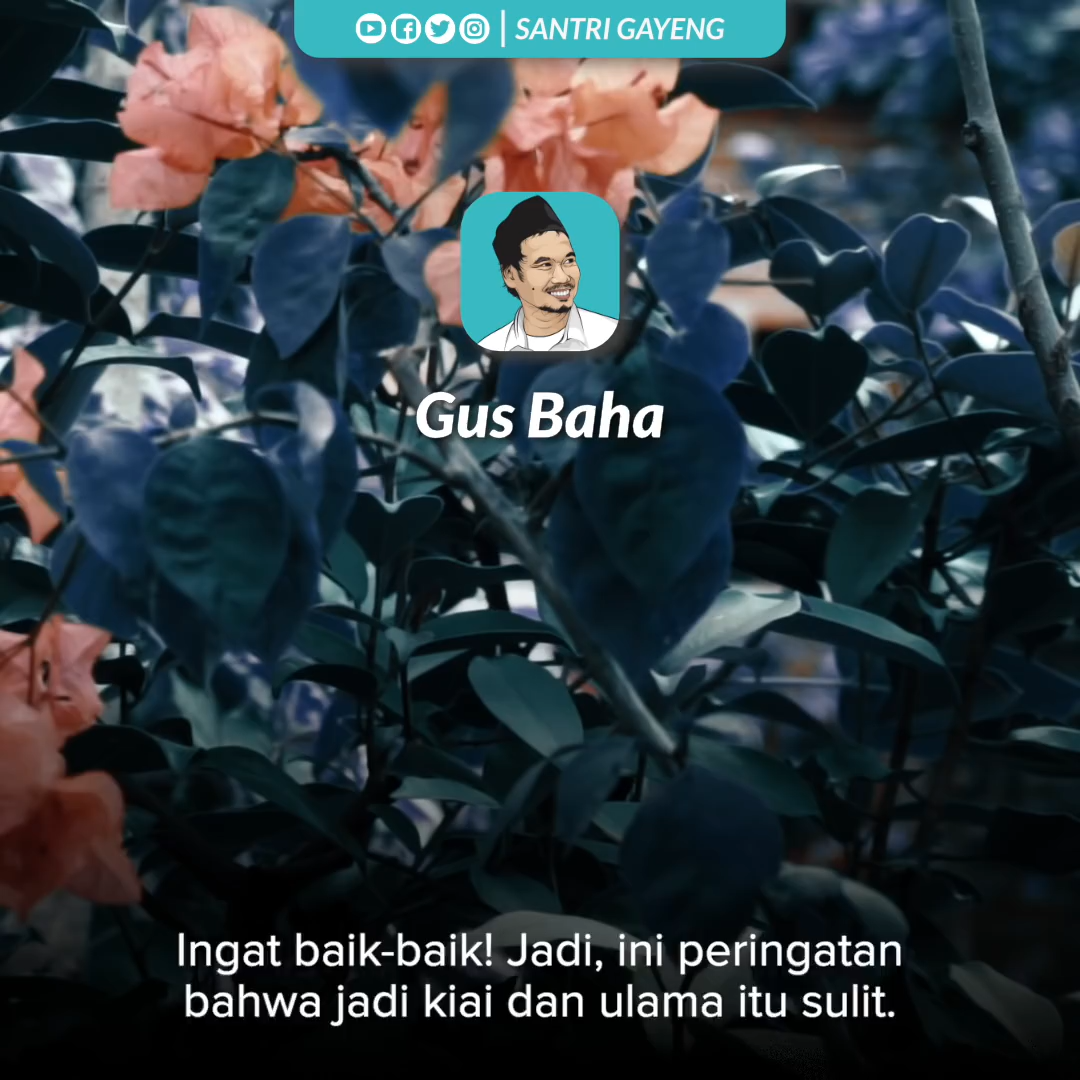 | SANTRI GAYENG
Gus Baha
Ingat baik-baik! Jadi, ini peringatan
bahwa jadi kiai dan ulama itu sulit.